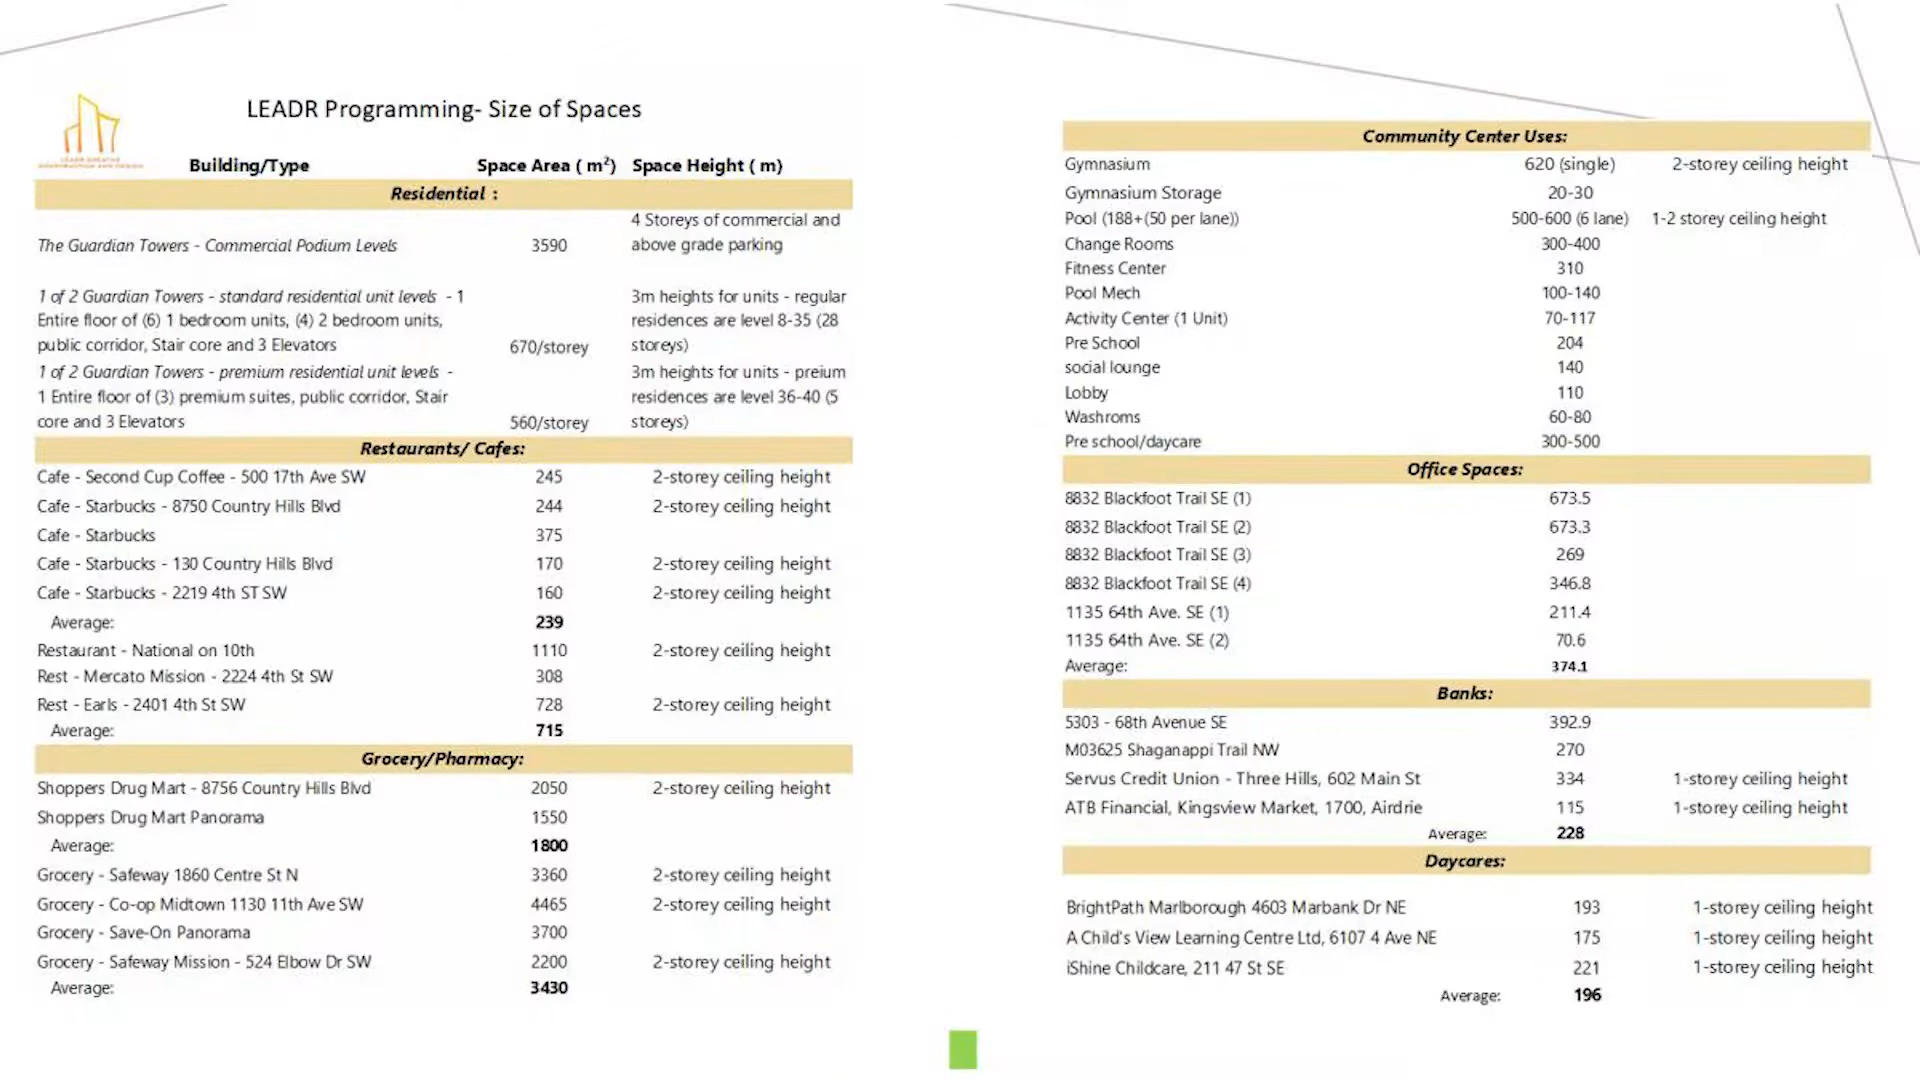 LEADR Programming- Size of Spaces
Building/Type Space Area ( m²) Space Height ( m)
Residential :
The Guardian Towers - Commercial Podium Levels 3590 4 Storeys of commercial and
above grade parking
1 of 2 Guardian Towers - standard residential unit levels - 1
Entire floor of (6) 1 bedroom units, (4) 2 bedroom units,
public corridor, Stair core and 3 Elevators 670/storey
3m heights for units - regular
residences are level 8-35 (28
storeys)
1 of 2 Guardian Towers - premium residential unit levels -
1 Entire floor of (3) premium suites, public corridor, Stair
core and 3 Elevators 560/storey
3m heights for units - preium
residences are level 36-40 (5
storeys)
Restaurants/ Cafes:
Cafe - Second Cup Coffee - 500 17th Ave SW 245 2-storey ceiling height
Cafe - Starbucks - 8750 Country Hills Blvd 244 2-storey ceiling height
Cafe - Starbucks 375
Cafe - Starbucks - 130 Country Hills Blvd 170 2-storey ceiling height
Cafe - Starbucks - 2219 4th ST SW 160 2-storey ceiling height
Average: 239
Restaurant - National on 10th 1110 2-storey ceiling height
Rest - Mercato Mission - 2224 4th St SW 308
Rest - Earls - 2401 4th St SW 728 2-storey ceiling height
Average: 715
Grocery/Pharmacy:
Shoppers Drug Mart - 8756 Country Hills Blvd 2050 2-storey ceiling height
Shoppers Drug Mart Panorama 1550
Average: 1800
Grocery - Safeway 1860 Centre St N 3360 2-storey ceiling height
Grocery - Co-op Midtown 1130 11th Ave SW 4465 2-storey ceiling height
Grocery - Save-On Panorama 3700
Grocery - Safeway Mission - 524 Elbow Dr SW 2200 2-storey ceiling height
Average: 3430
Community Center Uses:
Gymnasium 620 (single) 2-storey ceiling height
Gymnasium Storage 20-30
Pool (188+(50 per lane)) 500-600 (6 lane) 1-2 storey ceiling height
Change Rooms 300-400
Fitness Center 310
Pool Mech 100-140
Activity Center (1 Unit) 70-117
Pre School 204
social lounge 140
Lobby 110
Washroms 60-80
Pre school/daycare 300-500
Office Spaces:
8832 Blackfoot Trail SE (1) 673.5
8832 Blackfoot Trail SE (2) 673.3
8832 Blackfoot Trail SE (3) 269
8832 Blackfoot Trail SE (4) 346.8
1135 64th Ave. SE (1) 211.4
1135 64th Ave. SE (2) 70.6
Average: 374.1
Banks:
5303 - 68th Avenue SE 392.9
M03625 Shaganappi Trail NW 270
Servus Credit Union - Three Hills, 602 Main St 334 1-storey ceiling height
ATB Financial, Kingsview Market, 1700, Airdrie 115 1-storey ceiling height
Average: 228
Daycares:
BrightPath Marlborough 4603 Marbank Dr NE 193 1-storey ceiling height
A Child's View Learning Centre Ltd, 6107 4 Ave NE 175 1-storey ceiling height
iShine Childcare, 211 47 St SE 221 1-storey ceiling height
Average: 196